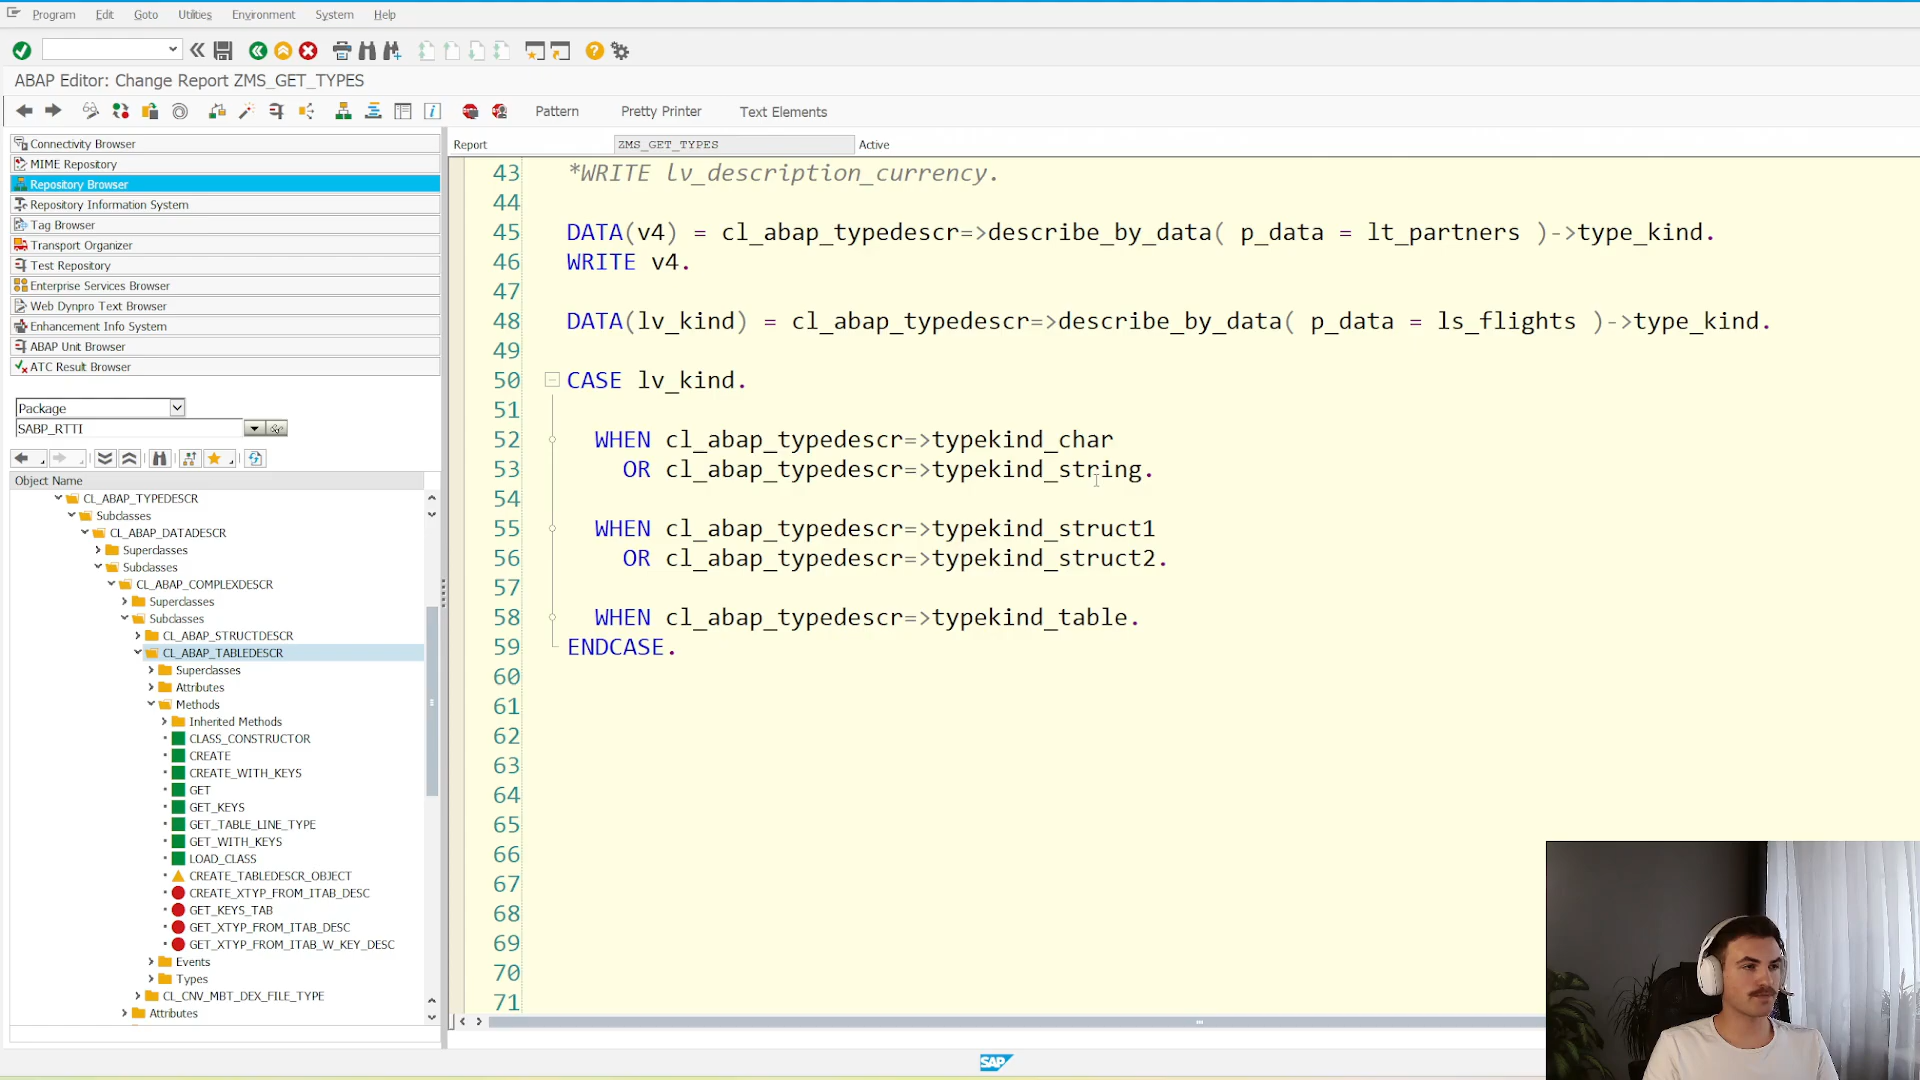 Program Edit Goto Utilities Environment System Help
ABAP Editor: Change Report ZMS_GET_TYPES
Pattern Pretty Printer Text Elements
Connectivity Browser
MIME Repository
Repository Browser
Repository Information System
Tag Browser
Transport Organizer
Test Repository
Enterprise Services Browser
Web Dynpro Text Browser
Enhancement Info System
ABAP Unit Browser
ATC Result Browser
Package
SABP_RTTI
Object Name
CL_ABAP_TYPEDESCR
Subclasses
CL_ABAP_DATADESCR
Superclasses
Subclasses
CL_ABAP_COMPLEXDESCR
Superclasses
Subclasses
CL_ABAP_STRUCTDESCR
CL_ABAP_TABLEDESCR
Superclasses
Attributes
Methods
Inherited Methods
CLASS_CONSTRUCTOR
CREATE
CREATE_WITH_KEYS
GET
GET_KEYS
GET_TABLE_LINE_TYPE
GET_WITH_KEYS
LOAD_CLASS
CREATE_TABLEDESCR_OBJECT
CREATE_XTYP_FROM_ITAB_DESC
GET_KEYS_TAB
GET_XTYP_FROM_ITAB_DESC
GET_XTYP_FROM_ITAB_W_KEY_DESC
Events
Types
CL_CNV_MBT_DEX_FILE_TYPE
Attributes
Report ZMS_GET_TYPES Active
43 *WRITE lv_description_currency.
44
45 DATA(v4) = cl_abap_typedescr=>describe_by_data( p_data = lt_partners )->type_kind.
46 WRITE v4.
47
48 DATA(lv_kind) = cl_abap_typedescr=>describe_by_data( p_data = ls_flights )->type_kind.
49
50 CASE lv_kind.
51
52 WHEN cl_abap_typedescr=>typekind_char
53 OR cl_abap_typedescr=>typekind_string.
54
55 WHEN cl_abap_typedescr=>typekind_struct1
56 OR cl_abap_typedescr=>typekind_struct2.
57
58 WHEN cl_abap_typedescr=>typekind_table.
59 ENDCASE.
60
61
62
63
64
65
66
67
68
69
70
71
SAP